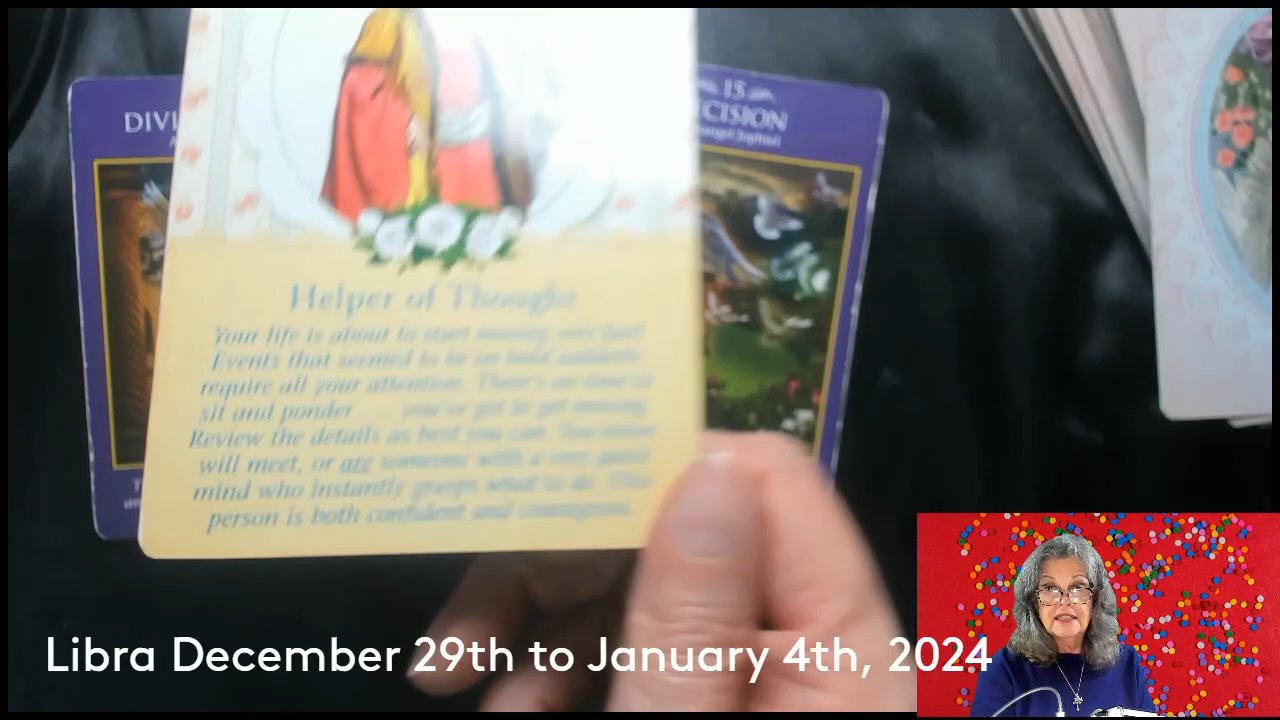 DIVI
15
CISION
Helper of Thought
Your life is about to start moving very fast!
Events that seemed to be on hold suddenly
require all your attention. There's no time to
sit and ponder . . . you've got to get moving.
Review the details as best you can. You
will meet, or are someone with a very quick
mind who instantly grasps what to do. This
person is both confident and courageous.
Libra December 29th to January 4th, 2024